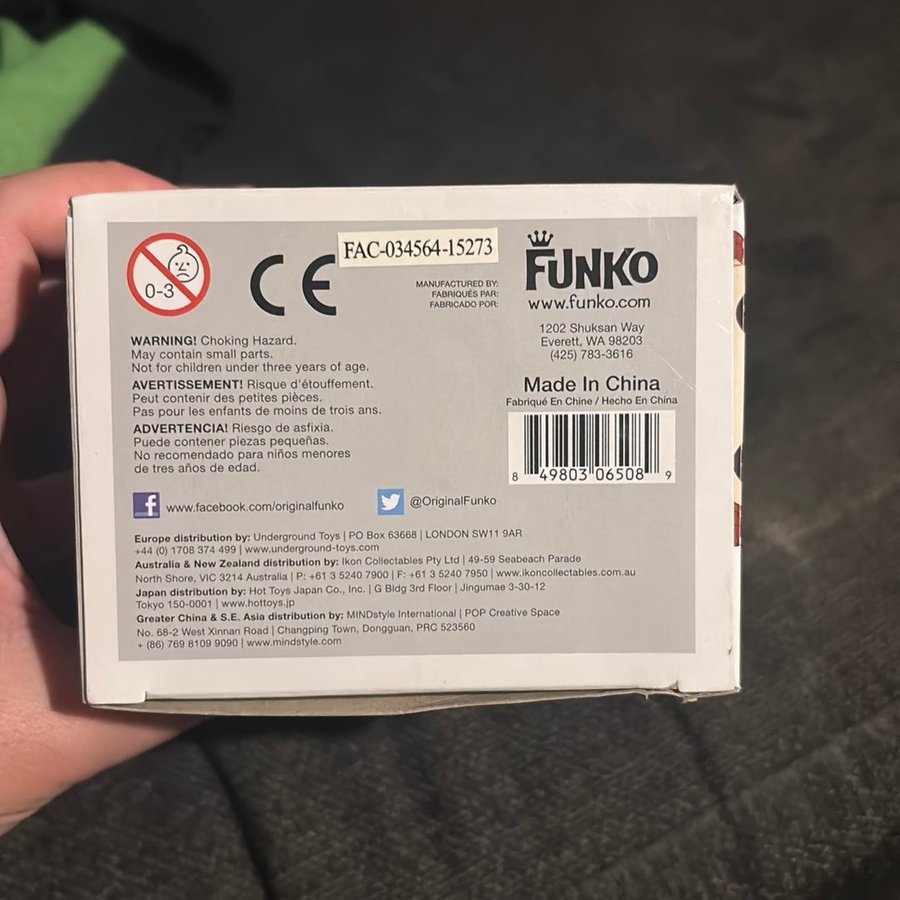 0-3
CE
FAC-034564-15273
MANUFACTURED BY:
FABRIQUÉS PAR:
FABRICADO POR:
FUNKO
www.funko.com
1202 Shuksan Way
Everett, WA 98203
(425) 783-3616
Made In China
Fabriqué En Chine / Hecho En China
8 49803 06508 9
WARNING! Choking Hazard.
May contain small parts.
Not for children under three years of age.
AVERTISSEMENT! Risque d'étouffement.
Peut contenir des petites pièces.
Pas pour les enfants de moins de trois ans.
ADVERTENCIA! Riesgo de asfixia.
Puede contener piezas pequeñas.
No recomendado para niños menores
de tres años de edad.
f www.facebook.com/originalfunko
@OriginalFunko
Europe distribution by: Underground Toys | PO Box 63668 | LONDON SW11 9AR
+44 (0) 1708 374 499 | www.underground-toys.com
Australia & New Zealand distribution by: Ikon Collectables Pty Ltd | 49-59 Seabeach Parade
North Shore, VIC 3214 Australia | P: +61 3 5240 7900 | F: +61 3 5240 7950 | www.ikoncollectables.com.au
Japan distribution by: Hot Toys Japan Co., Inc. | G Bldg 3rd Floor | Jingumae 3-30-12
Tokyo 150-0001 | www.hottoys.jp
Greater China & S.E. Asia distribution by: MINDstyle International | POP Creative Space
No. 68-2 West Xinnan Road | Changping Town, Dongguan, PRC 523560
+ (86) 769 8109 9090 | www.mindstyle.com